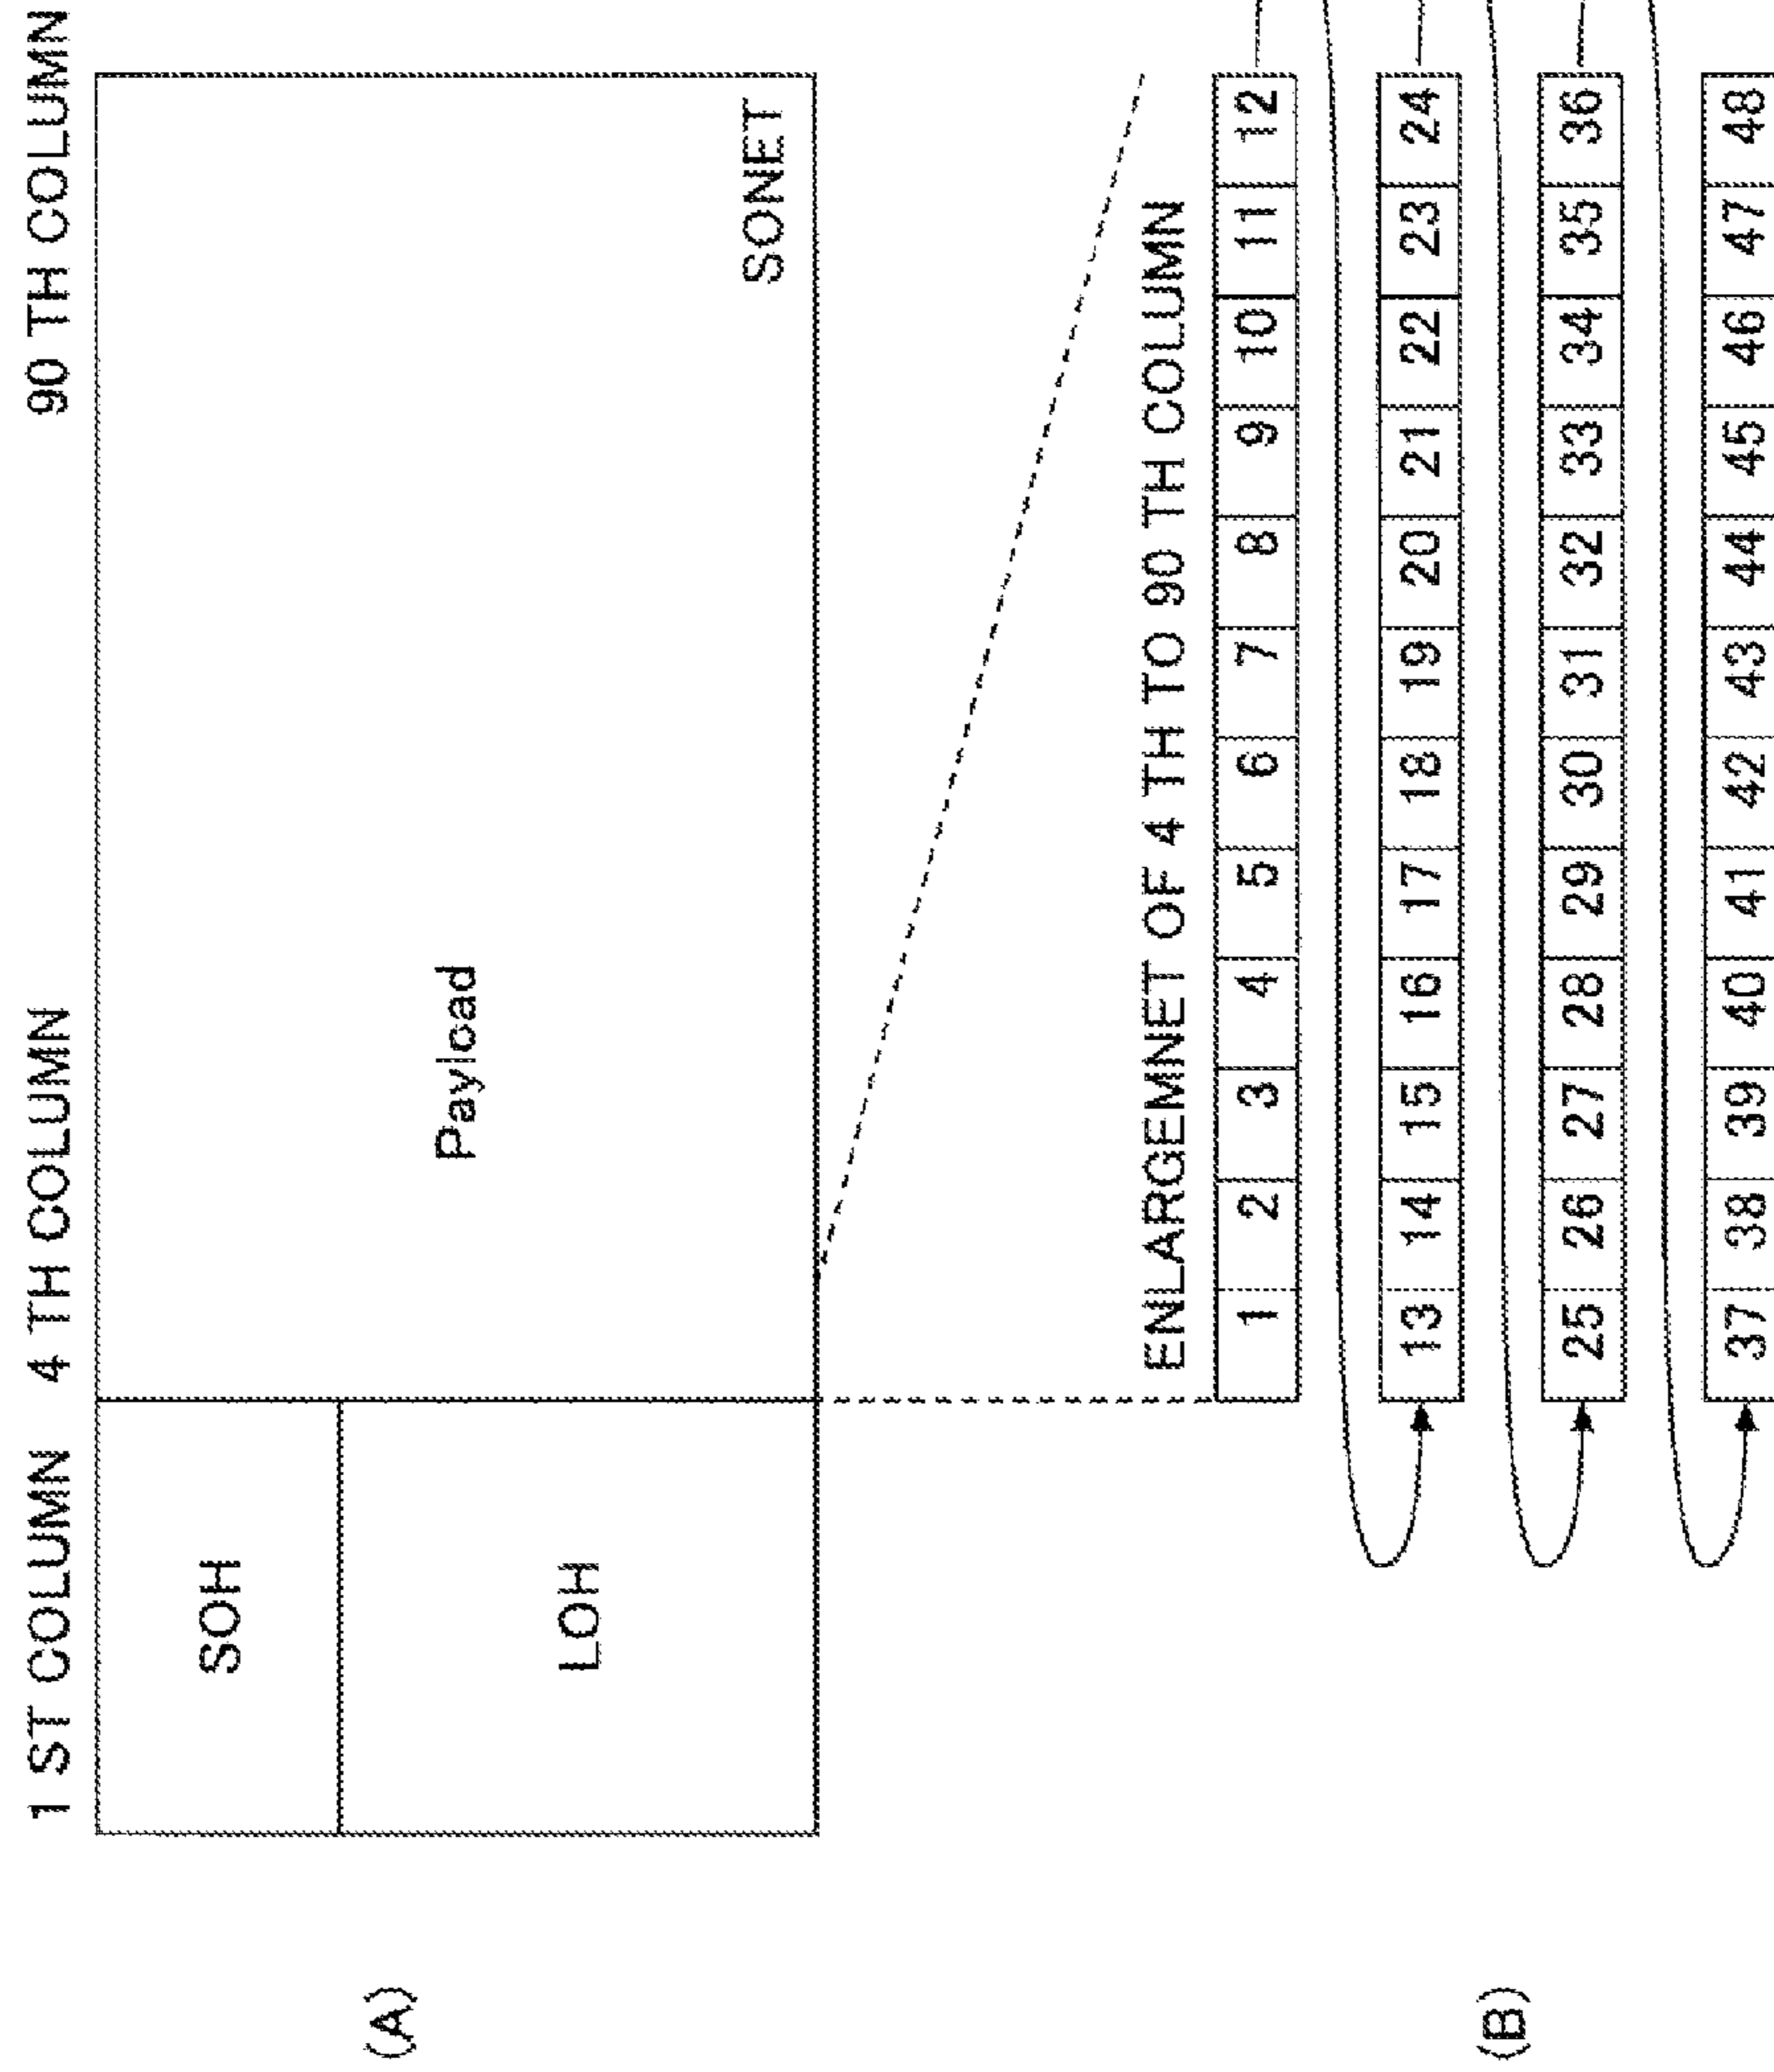 1 ST COLUMN 4 TH COLUMN 90 TH COLUMN
(A)
SOH
LOH
Payload
SONET
ENLARGEMNET OF 4 TH TO 90 TH COLUMN
(B)
1 2 3 4 5 6 7 8 9 10 11 12
13 14 15 16 17 18 19 20 21 22 23 24
25 26 27 28 29 30 31 32 33 34 35 36
37 38 39 40 41 42 43 44 45 46 47 48